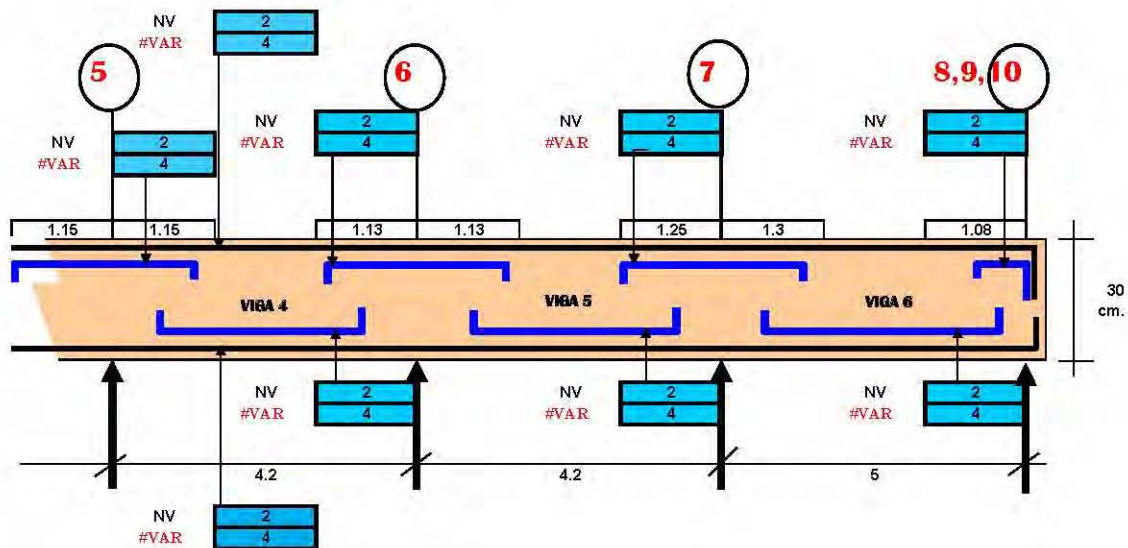 NV 2
#VAR 4
5
6
7
8,9,10
NV 2
#VAR 4
NV 2
#VAR 4
NV 2
#VAR 4
NV 2
#VAR 4
1.15 1.15 1.13 1.13 1.25 1.3 1.08
VIGA 4
VIGA 5
VIGA 6
30
cm.
NV 2
#VAR 4
NV 2
#VAR 4
NV 2
#VAR 4
4.2 4.2 5
NV 2
#VAR 4